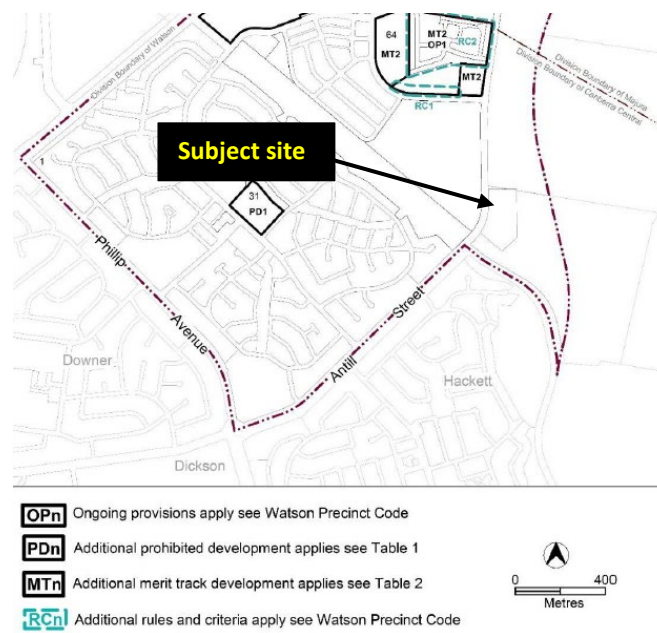 Division Boundary of Watson
64
MT2
MT2
OP1
RC2
MT2
RC1
Division Boundary of Majura
Division Boundary of Canberra Central
Subject site
1
31
PD1
Phillip
Avenue
Antill
Street
Downer
Hackett
Dickson
OPn Ongoing provisions apply see Watson Precinct Code
PDn Additional prohibited development applies see Table 1
MTn Additional merit track development applies see Table 2
RCn Additional rules and criteria apply see Watson Precinct Code
0 400
Metres